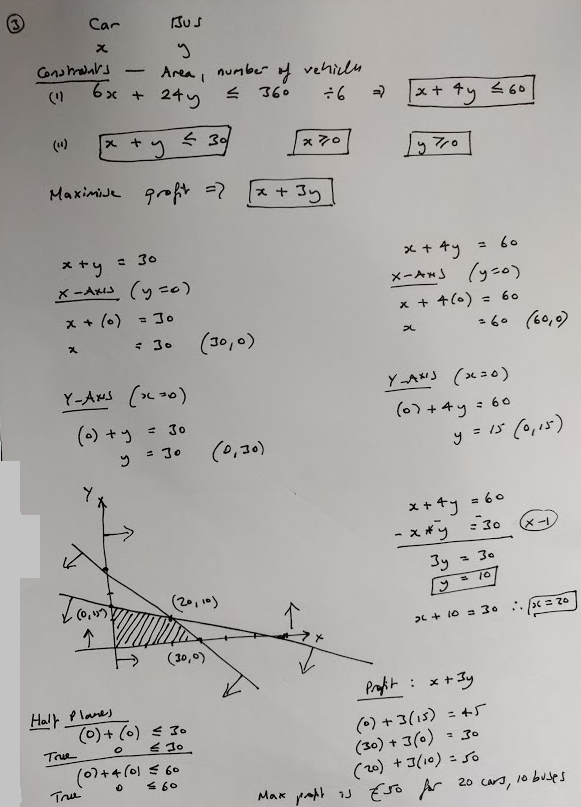 ③
Car Bus
x y
Constraints — Area, number of vehicles
(i) 6x + 24y ≤ 360 ÷6 ⇒ x + 4y ≤ 60
(ii) x + y ≤ 30 x ≥ 0 y ≥ 0
Maximise profit ⇒ x + 3y
x + y = 30
X-Axis (y=0)
x + (0) = 30
x = 30 (30,0)
Y-Axis (x=0)
(0) + y = 30
y = 30 (0,30)
x + 4y = 60
X-Axis (y=0)
x + 4(0) = 60
x = 60 (60,0)
Y-Axis (x=0)
(0) + 4y = 60
y = 15 (0,15)
Y
(0,15)
(20,10)
(30,0)
X
x + 4y = 60
- x + - y = - 30 (x-1)
3y = 30
y = 10
x + 10 = 30 ∴ x = 20
Half Planes
(0) + (0) ≤ 30
True 0 ≤ 30
(0) + 4(0) ≤ 60
True 0 ≤ 60
Profit : x + 3y
(0) + 3(15) = 45
(30) + 3(0) = 30
(20) + 3(10) = 50
Max profit is £50 for 20 cars, 10 buses